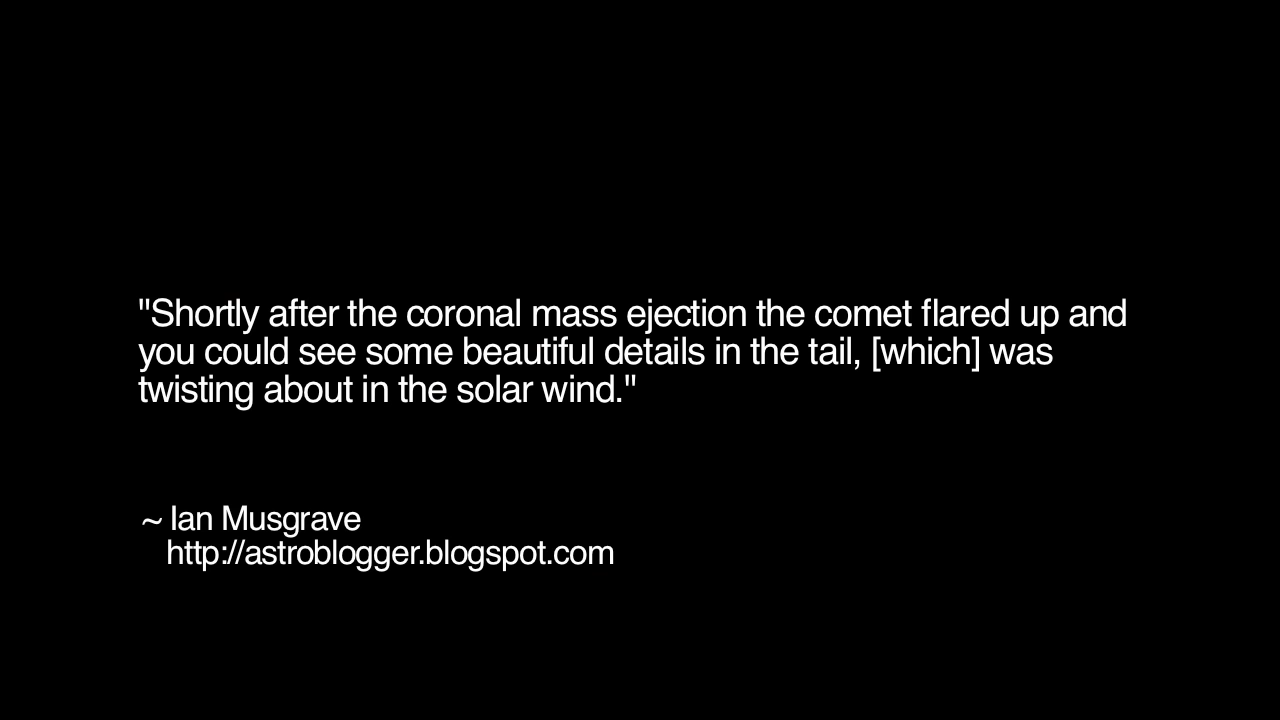 "Shortly after the coronal mass ejection the comet flared up and
you could see some beautiful details in the tail, [which] was
twisting about in the solar wind."
~ Ian Musgrave
http://astroblogger.blogspot.com